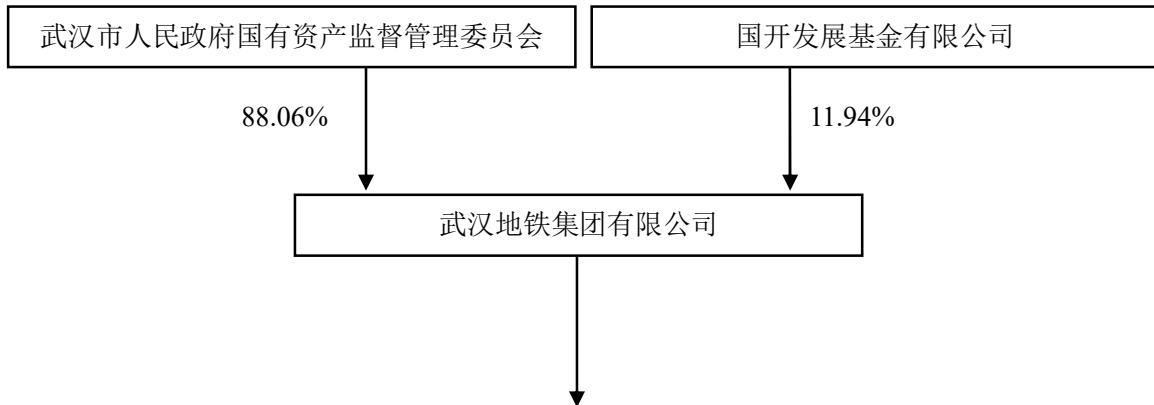 武汉市人民政府国有资产监督管理委员会
国开发展基金有限公司
88.06%
11.94%
武汉地铁集团有限公司